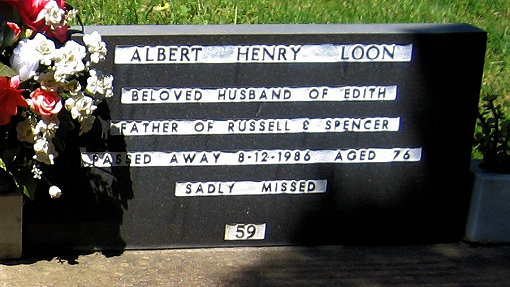 ALBERT HENRY LOON
BELOVED HUSBAND OF EDITH
FATHER OF RUSSELL & SPENCER
PASSED AWAY 8-12-1986 AGED 76
SADLY MISSED
59